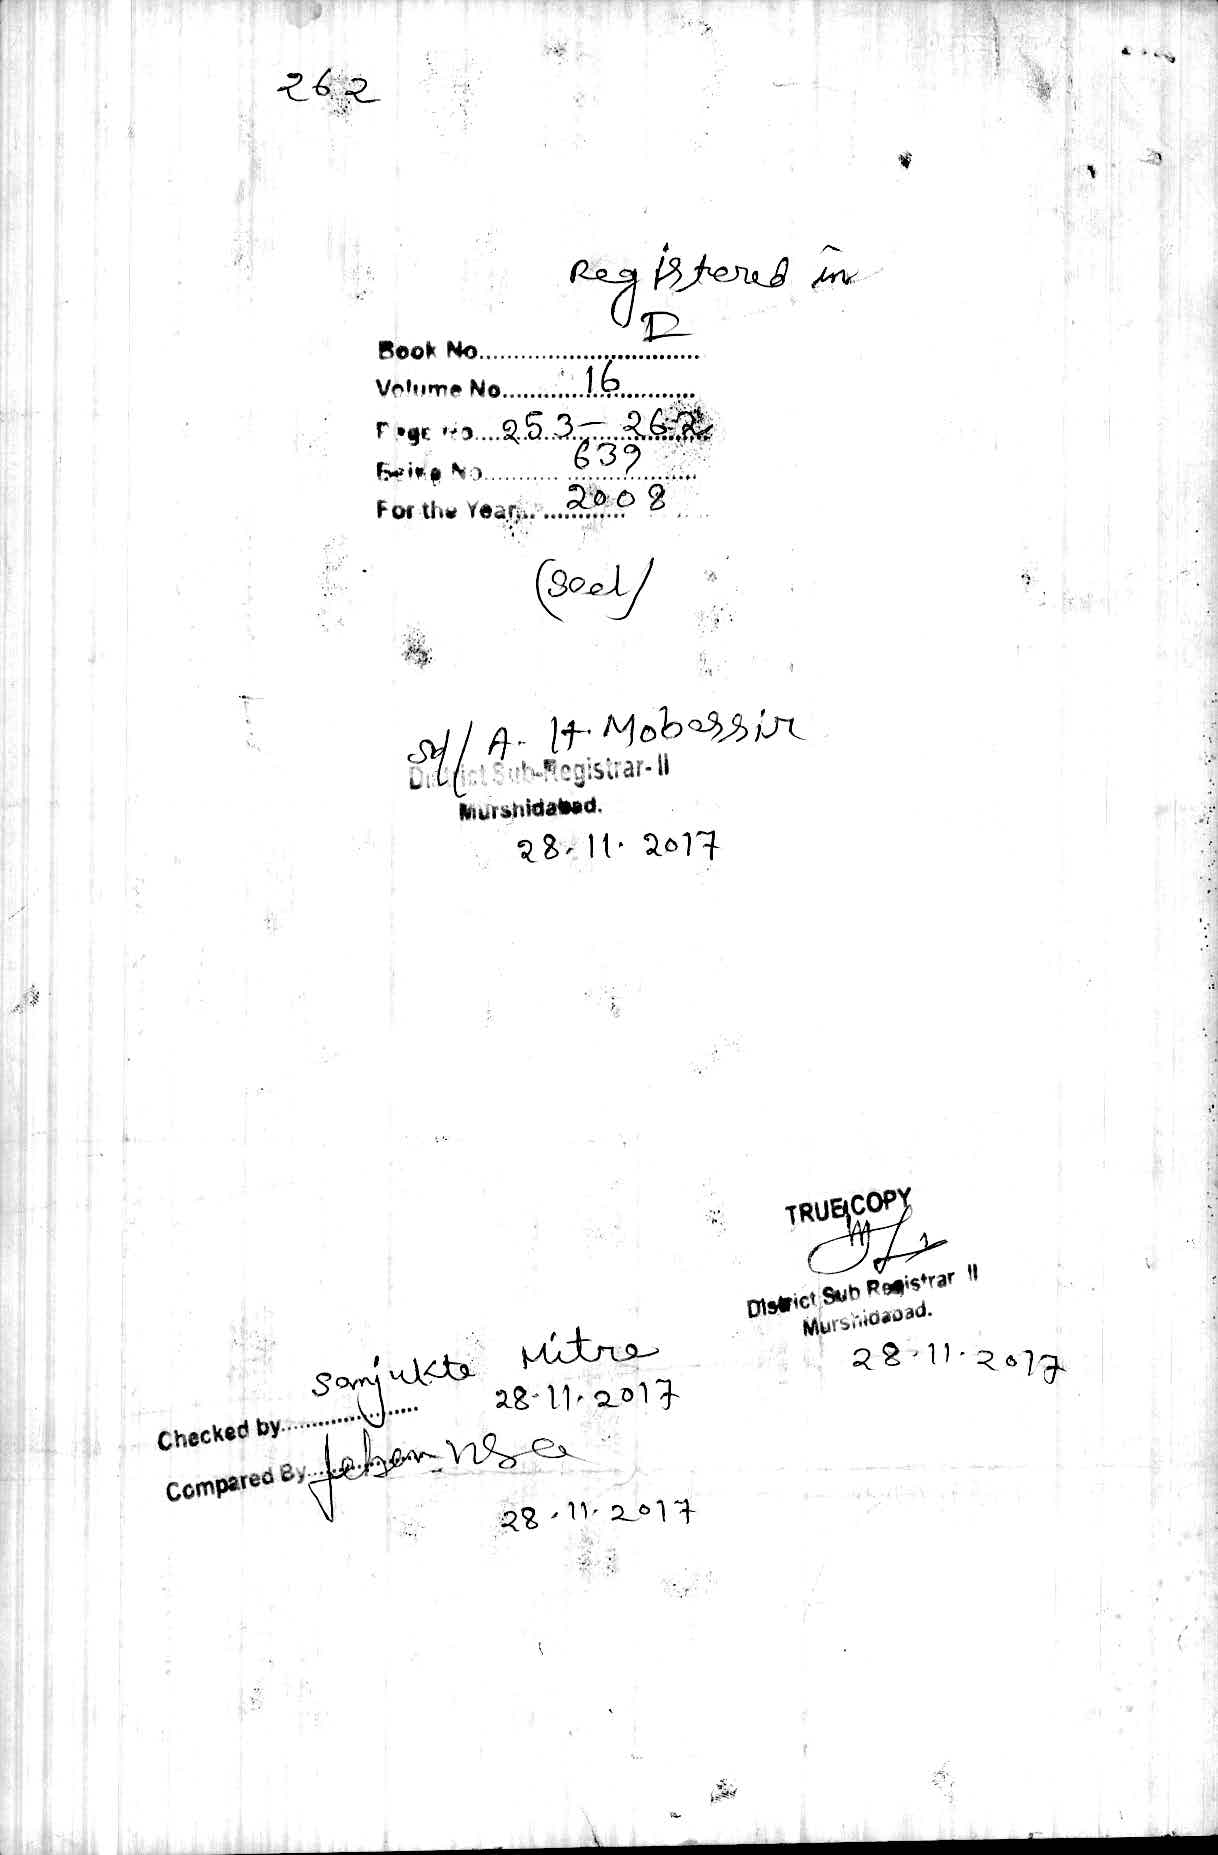 262
Registered in
Book No.............................. I
Volume No........ 16 ............
Page No.... 253 – 262
Being No........ 639 ............
For the Year....... 2008
(Seal)
Sd/ A. H. Mobassir
District Sub-Registrar-II
Murshidabad.
28.11.2017
TRUE COPY
District Sub Registrar II
Murshidabad.
28.11.2017
Checked by.................... Sanjukta Mitra
28.11.2017
Compared By..........
28.11.2017